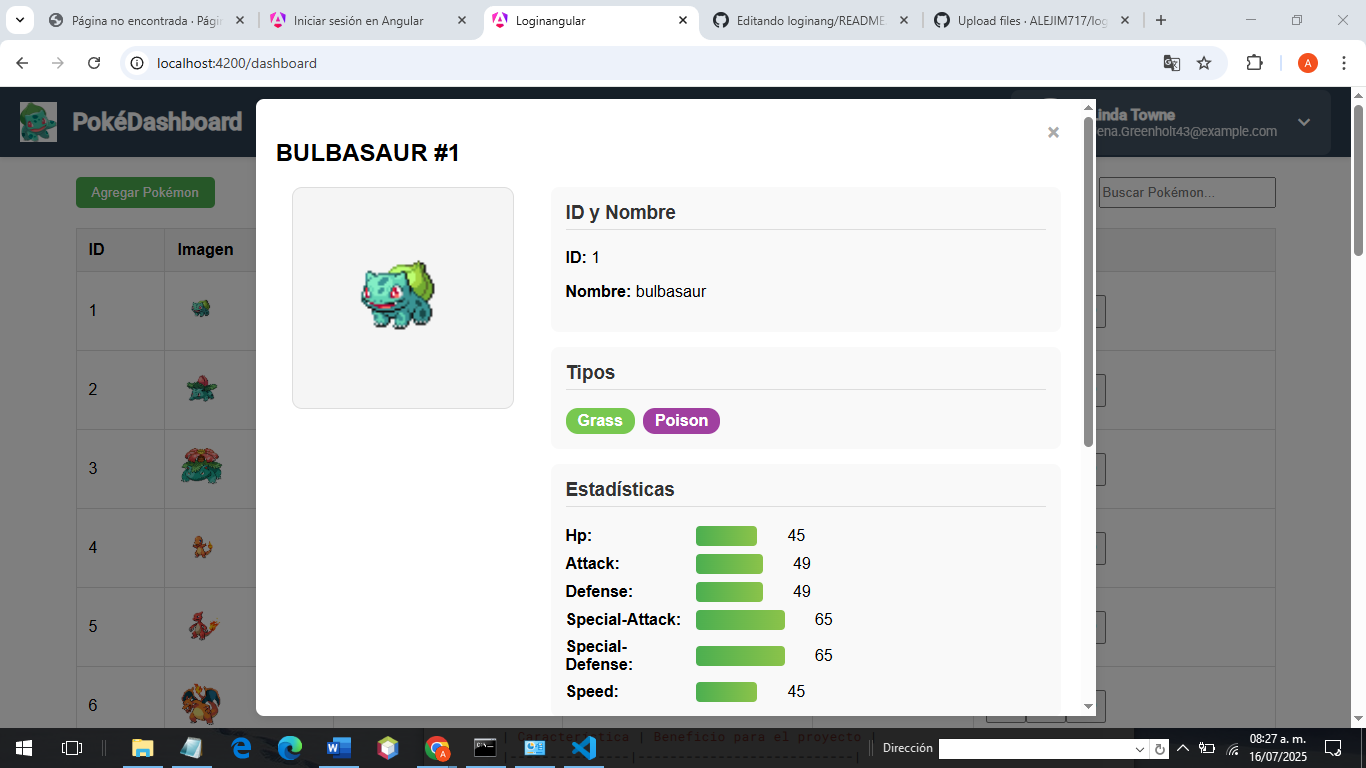 Página no encontrada · Pági
Iniciar sesión en Angular
Loginangular
Editando loginang/README
Upload files · ALEJIM717/log
localhost:4200/dashboard
A
PokéDashboard
Linda Towne
ena.Greenholt43@example.com
Agregar Pokémon
Buscar Pokémon...
ID
Imagen
1
2
3
4
5
6
×
BULBASAUR #1
ID y Nombre
ID: 1
Nombre: bulbasaur
Tipos
Grass
Poison
Estadísticas
Hp: 45
Attack: 49
Defense: 49
Special-Attack: 65
Special-
Defense: 65
Speed: 45
| Característica | Beneficio para el proyecto |
Dirección
08:27 a. m.
16/07/2025